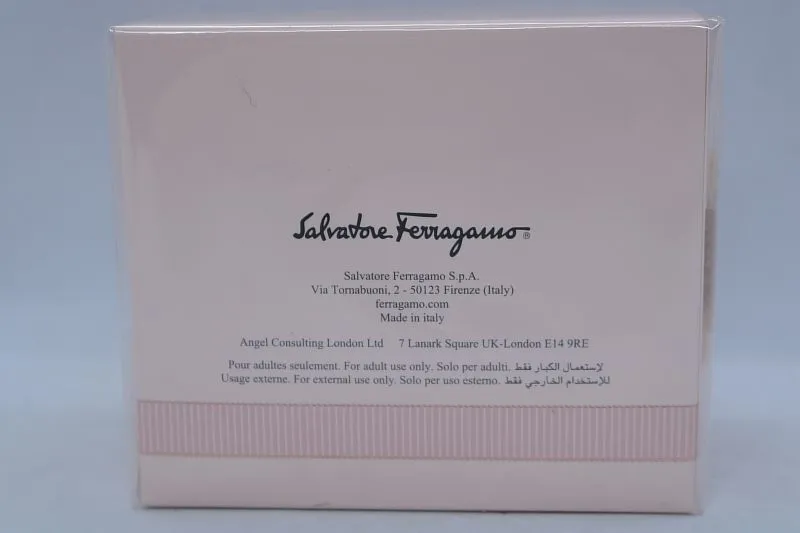 Salvatore Ferragamo®
Salvatore Ferragamo S.p.A.
Via Tornabuoni, 2 - 50123 Firenze (Italy)
ferragamo.com
Made in italy
Angel Consulting London Ltd 7 Lanark Square UK-London E14 9RE
Pour adultes seulement. For adult use only. Solo per adulti. لإستعمال الكبار فقط
Usage externe. For external use only. Solo per uso esterno. للإستخدام الخارجي فقط